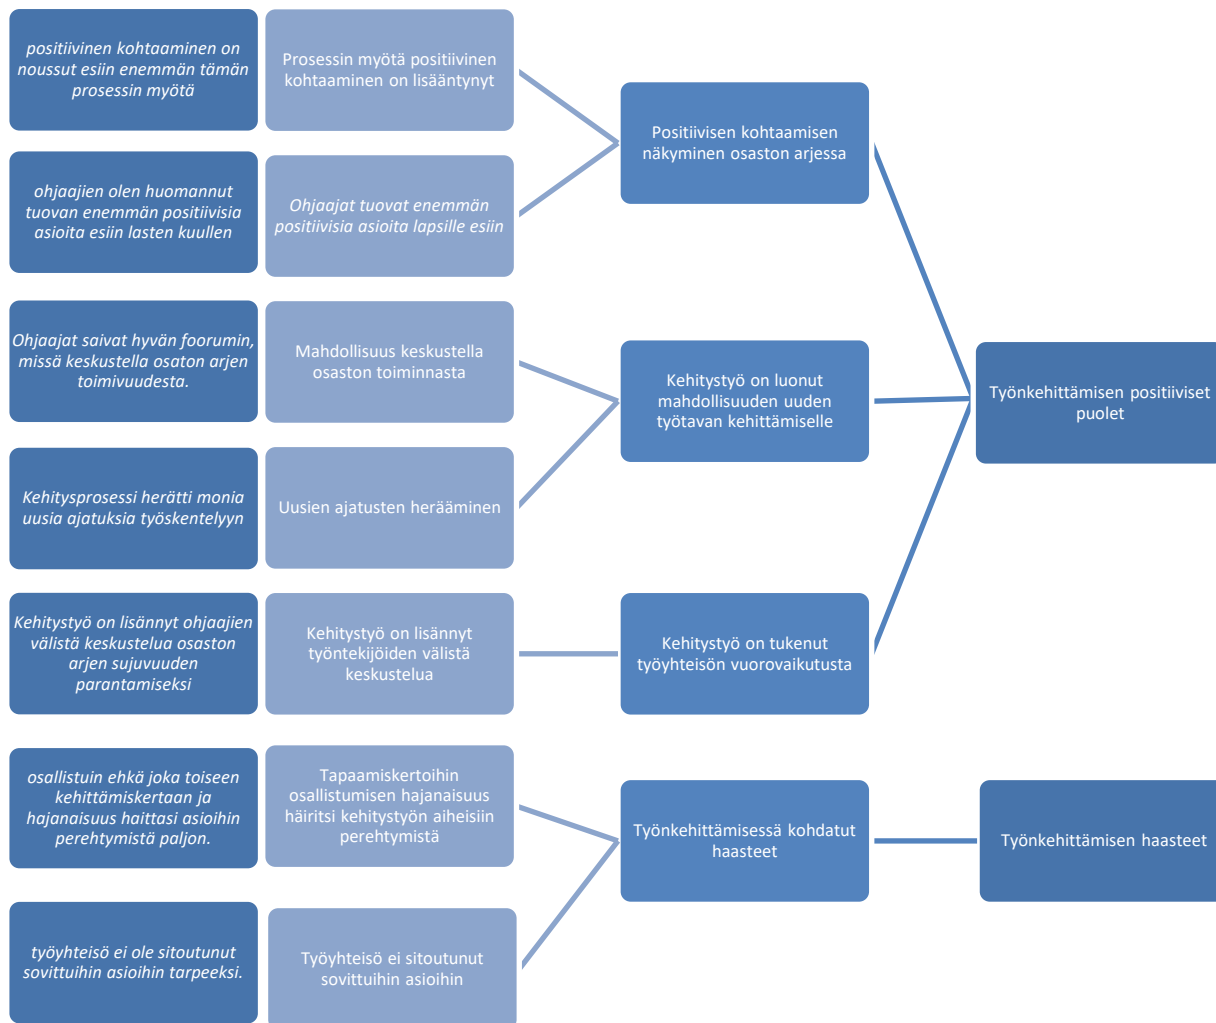 positiivinen kohtaaminen on
noussut esiin enemmän tämän
prosessin myötä
Prosessin myötä positiivinen
kohtaaminen on lisääntynyt
ohjaajien olen huomannut
tuovan enemmän positiivisia
asioita esiin lasten kuullen
Ohjaajat tuovat enemmän
positiivisia asioita lapsille esiin
Positiivisen kohtaamisen
näkyminen osaston arjessa
Ohjaajat saivat hyvän foorumin,
missä keskustella osaton arjen
toimivuudesta.
Mahdollisuus keskustella
osaston toiminnasta
Kehitysprosessi herätti monia
uusia ajatuksia työskentelyyn
Uusien ajatusten herääminen
Kehitystyö on luonut
mahdollisuuden uuden
työtavan kehittämiselle
Kehitystyö on lisännyt ohjaajien
välistä keskustelua osaston
arjen sujuvuuden
parantamiseksi
Kehitystyö on lisännyt
työntekijöiden välistä
keskustelua
Kehitystyö on tukenut
työyhteisön vuorovaikutusta
Työnkehittämisen positiiviset
puolet
osallistuin ehkä joka toiseen
kehittämiskertaan ja
hajanaisuus haittasi asioihin
perehtymistä paljon.
Tapaamiskertoihin
osallistumisen hajanaisuus
häiritsi kehitystyön aiheisiin
perehtymistä
työyhteisö ei ole sitoutunut
sovittuihin asioihin tarpeeksi.
Työyhteisö ei sitoutunut
sovittuihin asioihin
Työnkehittämisessä kohdatut
haasteet
Työnkehittämisen haasteet